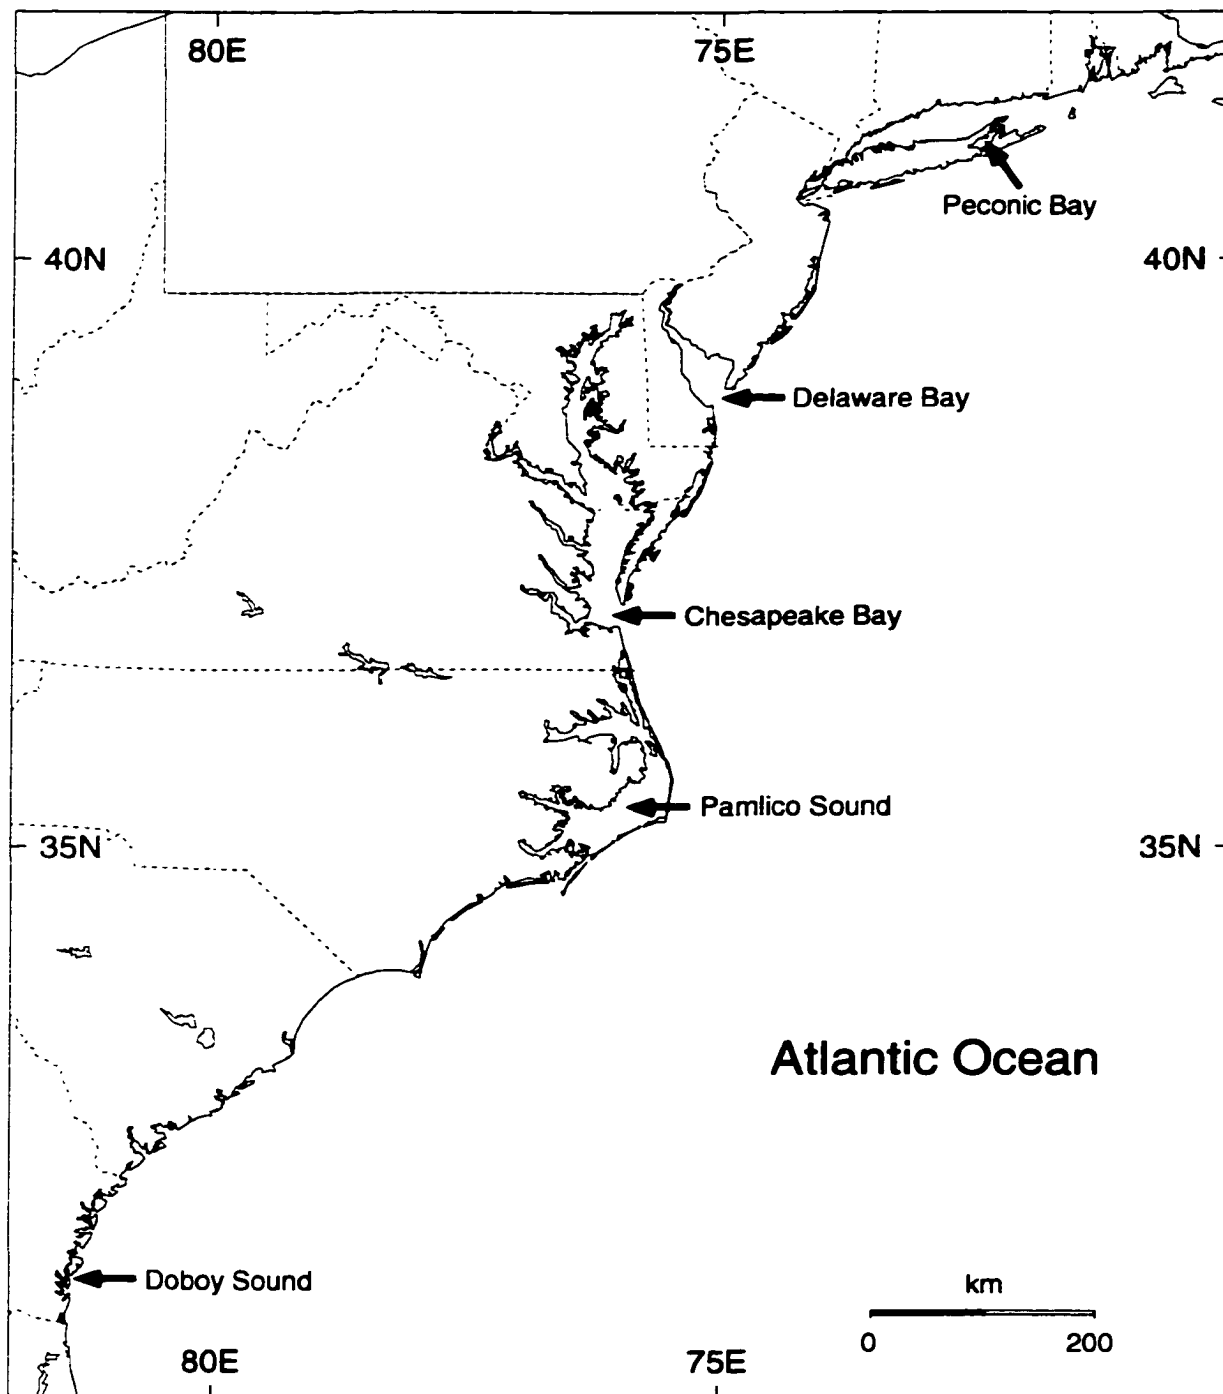 80E 75E
Peconic Bay
40N 40N
Delaware Bay
Chesapeake Bay
Pamlico Sound
35N 35N
Atlantic Ocean
Doboy Sound
km
0 200
80E 75E